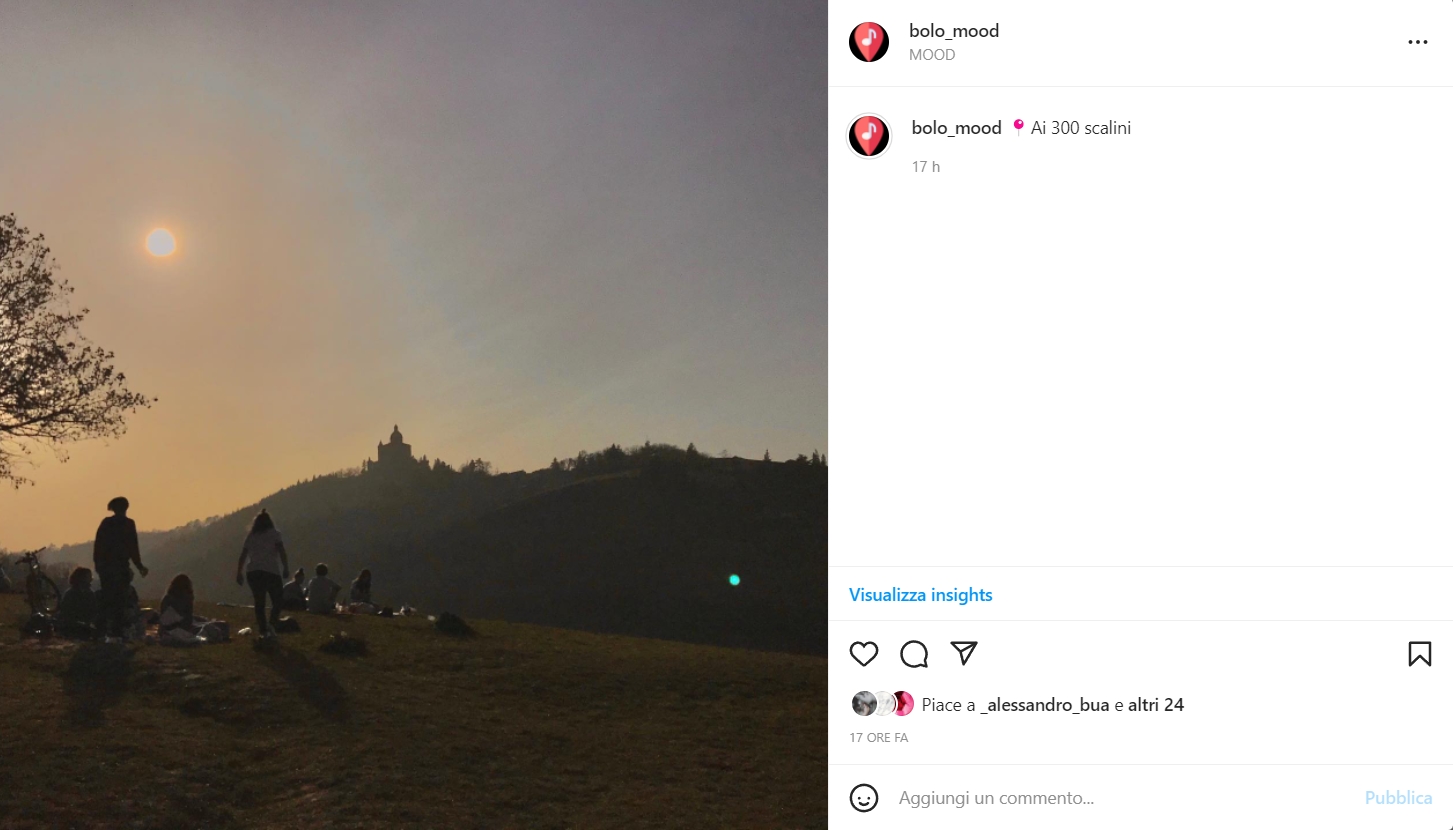 bolo_mood
MOOD
bolo_mood 📍 Ai 300 scalini
17 h
Visualizza insights
Piace a _alessandro_bua e altri 24
17 ORE FA
Aggiungi un commento...
Pubblica